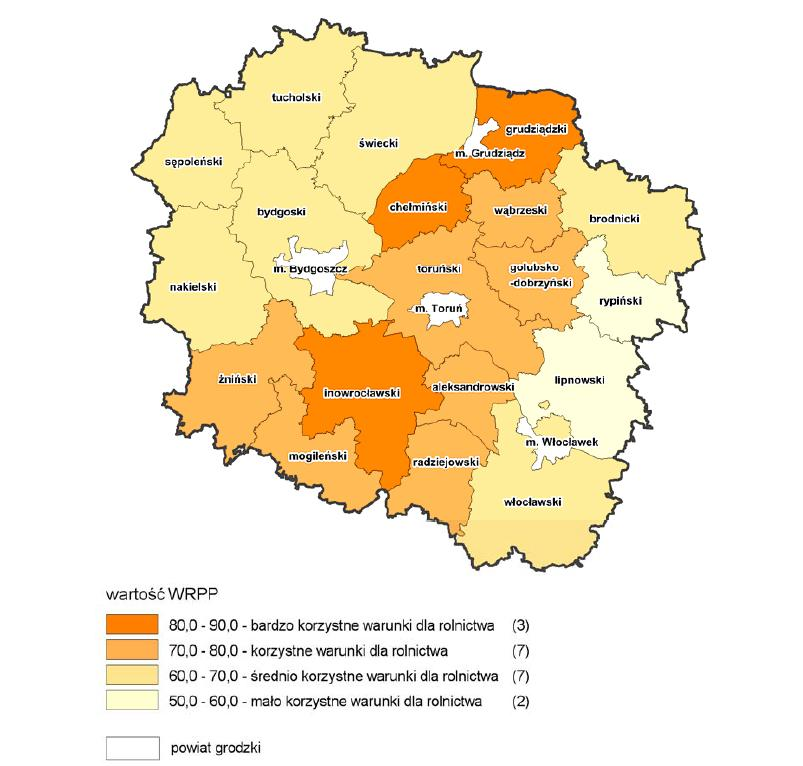 tucholski
świecki
grudziądzki
m. Grudziądz
sępoleński
chełmiński
wąbrzeski
bydgoski
brodnicki
m. Bydgoszcz
toruński
golubsko
-dobrzyński
nakielski
rypiński
m. Toruń
żniński
inowrocławski
aleksandrowski
lipnowski
m. Włocławek
mogileński
radziejowski
włocławski
wartość WRPP
80,0 - 90,0 - bardzo korzystne warunki dla rolnictwa (3)
70,0 - 80,0 - korzystne warunki dla rolnictwa (7)
60,0 - 70,0 - średnio korzystne warunki dla rolnictwa (7)
50,0 - 60,0 - mało korzystne warunki dla rolnictwa (2)
powiat grodzki